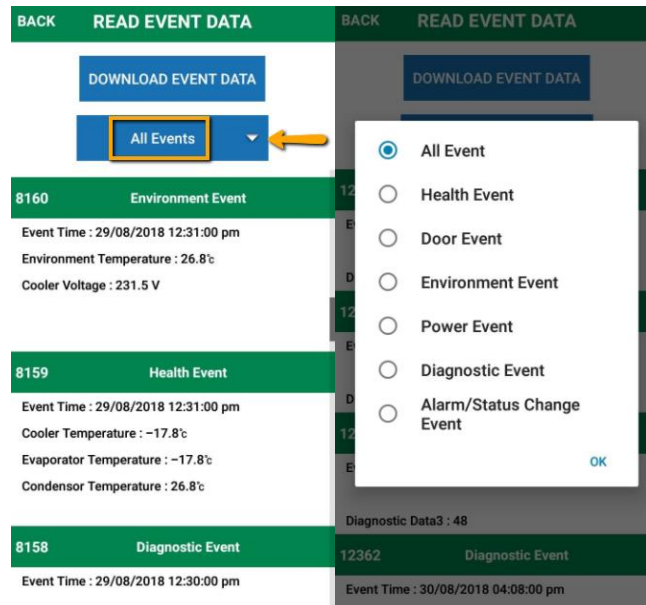 BACK READ EVENT DATA
DOWNLOAD EVENT DATA
All Events
8160 Environment Event
Event Time : 29/08/2018 12:31:00 pm
Environment Temperature : 26.8℃
Cooler Voltage : 231.5 V
8159 Health Event
Event Time : 29/08/2018 12:31:00 pm
Cooler Temperature : −17.8℃
Evaporator Temperature : −17.8℃
Condensor Temperature : 26.8℃
8158 Diagnostic Event
Event Time : 29/08/2018 12:30:00 pm
BACK READ EVENT DATA
DOWNLOAD EVENT DATA
All Event
Health Event
Door Event
Environment Event
Power Event
Diagnostic Event
Alarm/Status Change
Event
OK
Diagnostic Data3 : 48
12362 Diagnostic Event
Event Time : 30/08/2018 04:08:00 pm